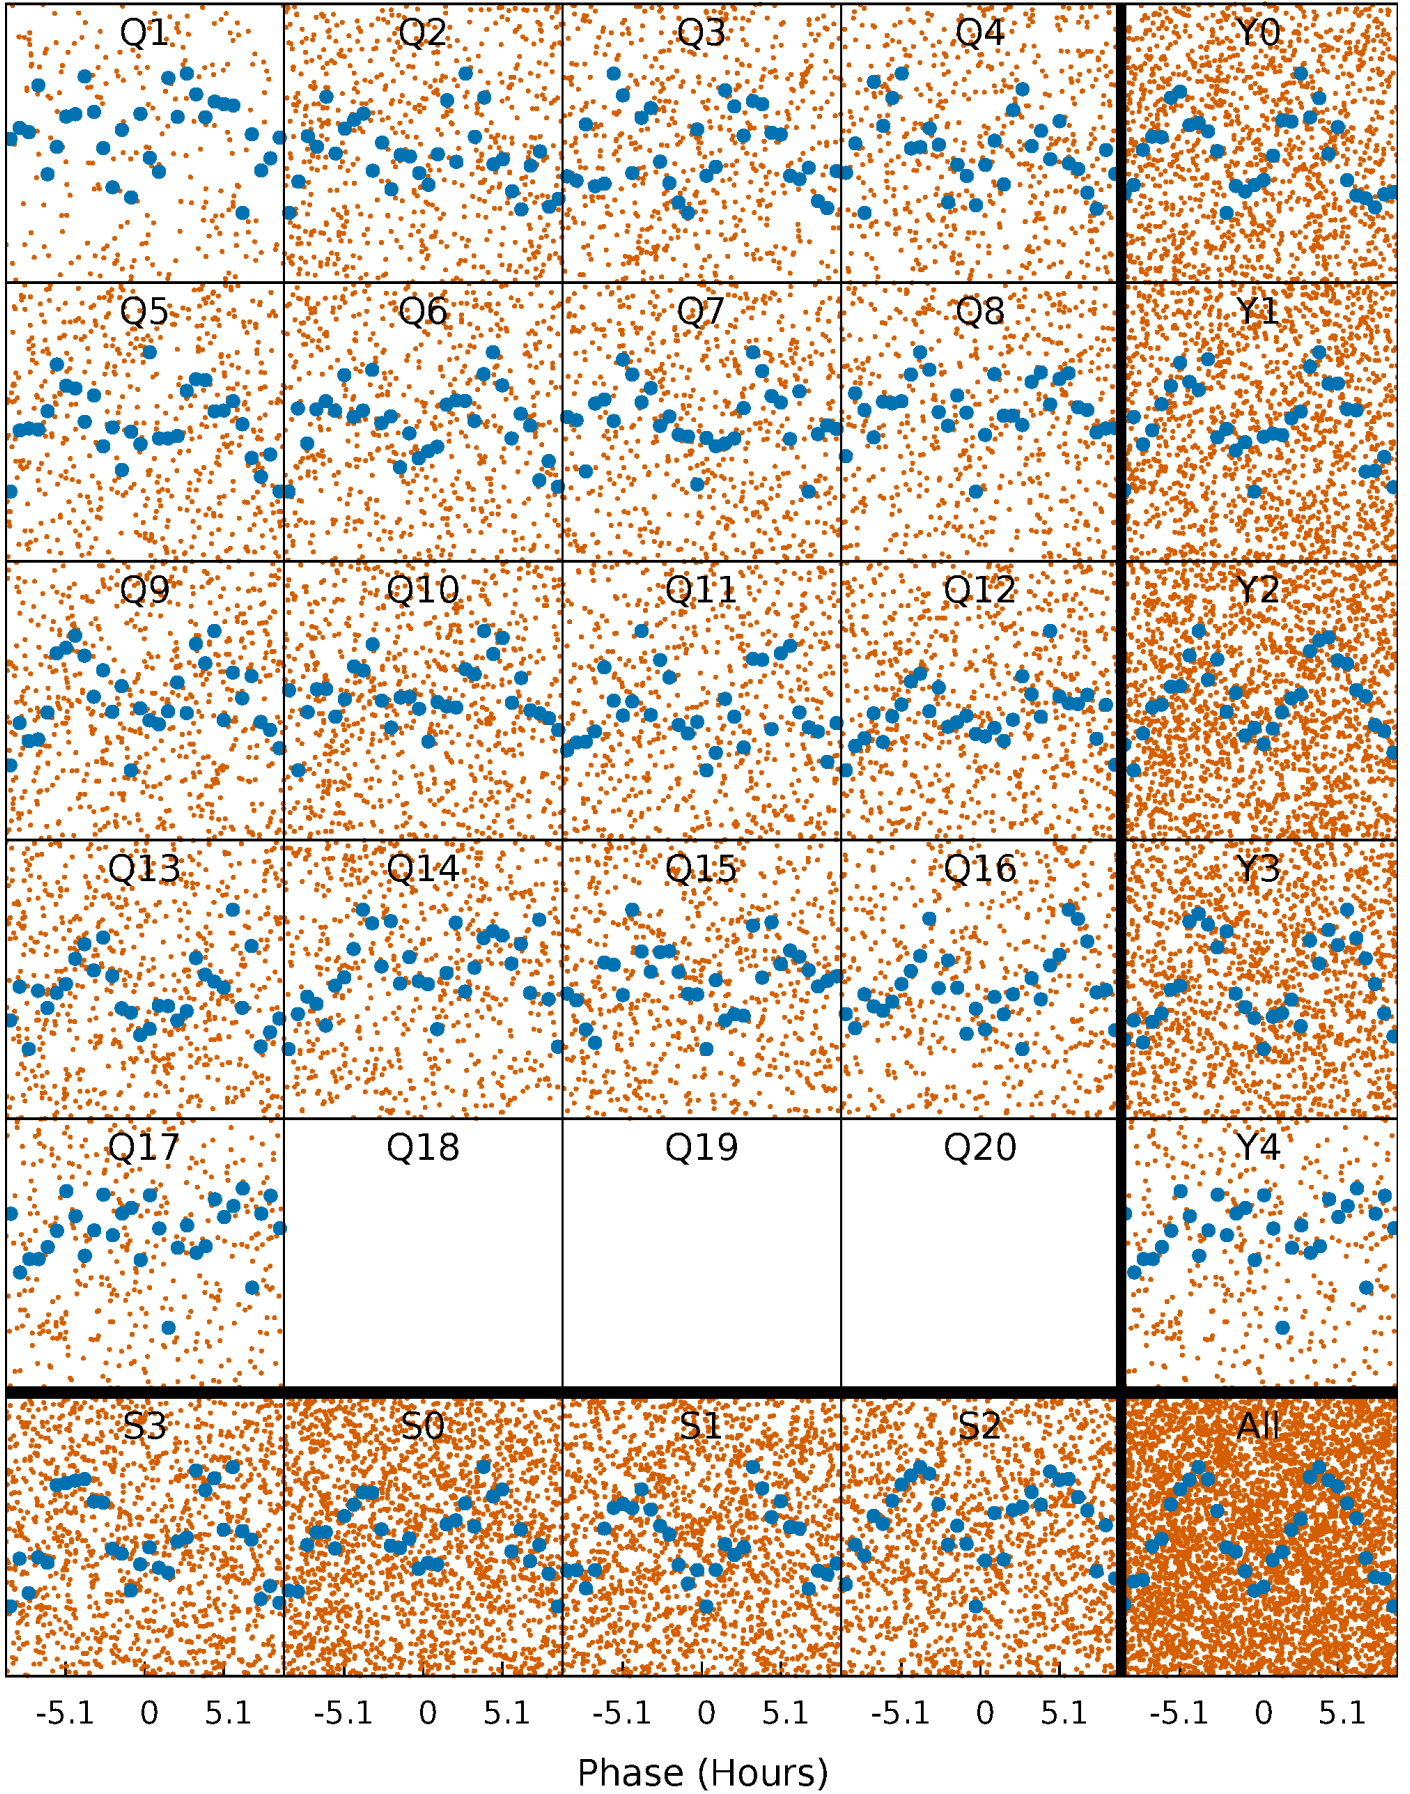 Q1 Q2 Q3 Q4 Y0
Q5 Q6 Q7 Q8 Y1
Q9 Q10 Q11 Q12 Y2
Q13 Q14 Q15 Q16 Y3
Q17 Q18 Q19 Q20 Y4
S3 S0 S1 S2 All
-5.1 0 5.1 -5.1 0 5.1 -5.1 0 5.1 -5.1 0 5.1 -5.1 0 5.1
Phase (Hours)